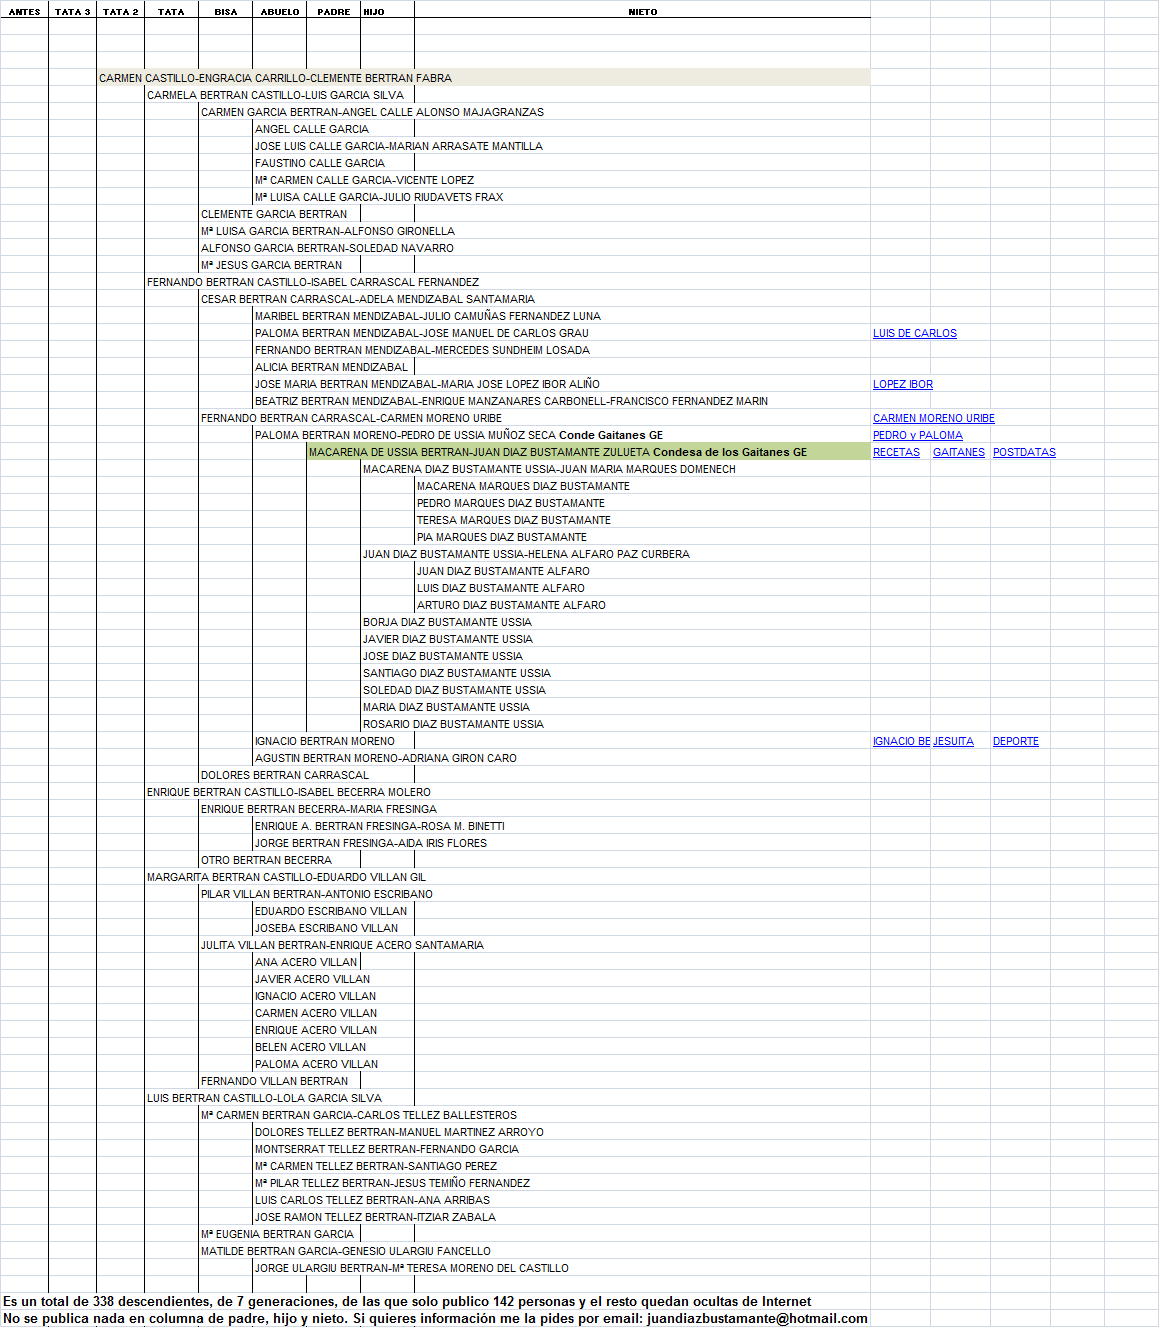 ANTES TATA 3 TATA 2 TATA BISA ABUELO PADRE HIJO NIETO
CARMEN CASTILLO-ENGRACIA CARRILLO-CLEMENTE BERTRAN FABRA
CARMELA BERTRAN CASTILLO-LUIS GARCIA SILVA
CARMEN GARCIA BERTRAN-ANGEL CALLE ALONSO MAJAGRANZAS
ANGEL CALLE GARCIA
JOSE LUIS CALLE GARCIA-MARIAN ARRASATE MANTILLA
FAUSTINO CALLE GARCIA
Mª CARMEN CALLE GARCIA-VICENTE LOPEZ
Mª LUISA CALLE GARCIA-JULIO RIUDAVETS FRAX
CLEMENTE GARCIA BERTRAN
Mª LUISA GARCIA BERTRAN-ALFONSO GIRONELLA
ALFONSO GARCIA BERTRAN-SOLEDAD NAVARRO
Mª JESUS GARCIA BERTRAN
FERNANDO BERTRAN CASTILLO-ISABEL CARRASCAL FERNANDEZ
CESAR BERTRAN CARRASCAL-ADELA MENDIZABAL SANTAMARIA
MARIBEL BERTRAN MENDIZABAL-JULIO CAMUÑAS FERNANDEZ LUNA
PALOMA BERTRAN MENDIZABAL-JOSE MANUEL DE CARLOS GRAU LUIS DE CARLOS
FERNANDO BERTRAN MENDIZABAL-MERCEDES SUNDHEIM LOSADA
ALICIA BERTRAN MENDIZABAL
JOSE MARIA BERTRAN MENDIZABAL-MARIA JOSE LOPEZ IBOR ALIÑO LOPEZ IBOR
BEATRIZ BERTRAN MENDIZABAL-ENRIQUE MANZANARES CARBONELL-FRANCISCO FERNANDEZ MARIN
FERNANDO BERTRAN CARRASCAL-CARMEN MORENO URIBE CARMEN MORENO URIBE
PALOMA BERTRAN MORENO-PEDRO DE USSIA MUÑOZ SECA Conde Gaitanes GE PEDRO y PALOMA
MACARENA DE USSIA BERTRAN-JUAN DIAZ BUSTAMANTE ZULUETA Condesa de los Gaitanes GE RECETAS GAITANES POSTDATAS
MACARENA DIAZ BUSTAMANTE USSIA-JUAN MARIA MARQUES DOMENECH
MACARENA MARQUES DIAZ BUSTAMANTE
PEDRO MARQUES DIAZ BUSTAMANTE
TERESA MARQUES DIAZ BUSTAMANTE
PIA MARQUES DIAZ BUSTAMANTE
JUAN DIAZ BUSTAMANTE USSIA-HELENA ALFARO PAZ CURBERA
JUAN DIAZ BUSTAMANTE ALFARO
LUIS DIAZ BUSTAMANTE ALFARO
ARTURO DIAZ BUSTAMANTE ALFARO
BORJA DIAZ BUSTAMANTE USSIA
JAVIER DIAZ BUSTAMANTE USSIA
JOSE DIAZ BUSTAMANTE USSIA
SANTIAGO DIAZ BUSTAMANTE USSIA
SOLEDAD DIAZ BUSTAMANTE USSIA
MARIA DIAZ BUSTAMANTE USSIA
ROSARIO DIAZ BUSTAMANTE USSIA
IGNACIO BERTRAN MORENO IGNACIO BE JESUITA DEPORTE
AGUSTIN BERTRAN MORENO-ADRIANA GIRON CARO
DOLORES BERTRAN CARRASCAL
ENRIQUE BERTRAN CASTILLO-ISABEL BECERRA MOLERO
ENRIQUE BERTRAN BECERRA-MARIA FRESINGA
ENRIQUE A. BERTRAN FRESINGA-ROSA M. BINETTI
JORGE BERTRAN FRESINGA-AIDA IRIS FLORES
OTRO BERTRAN BECERRA
MARGARITA BERTRAN CASTILLO-EDUARDO VILLAN GIL
PILAR VILLAN BERTRAN-ANTONIO ESCRIBANO
EDUARDO ESCRIBANO VILLAN
JOSEBA ESCRIBANO VILLAN
JULITA VILLAN BERTRAN-ENRIQUE ACERO SANTAMARIA
ANA ACERO VILLAN
JAVIER ACERO VILLAN
IGNACIO ACERO VILLAN
CARMEN ACERO VILLAN
ENRIQUE ACERO VILLAN
BELEN ACERO VILLAN
PALOMA ACERO VILLAN
FERNANDO VILLAN BERTRAN
LUIS BERTRAN CASTILLO-LOLA GARCIA SILVA
Mª CARMEN BERTRAN GARCIA-CARLOS TELLEZ BALLESTEROS
DOLORES TELLEZ BERTRAN-MANUEL MARTINEZ ARROYO
MONTSERRAT TELLEZ BERTRAN-FERNANDO GARCIA
Mª CARMEN TELLEZ BERTRAN-SANTIAGO PEREZ
Mª PILAR TELLEZ BERTRAN-JESUS TEMIÑO FERNANDEZ
LUIS CARLOS TELLEZ BERTRAN-ANA ARRIBAS
JOSE RAMON TELLEZ BERTRAN-ITZIAR ZABALA
Mª EUGENIA BERTRAN GARCIA
MATILDE BERTRAN GARCIA-GENESIO ULARGIU FANCELLO
JORGE ULARGIU BERTRAN-Mª TERESA MORENO DEL CASTILLO
Es un total de 338 descendientes, de 7 generaciones, de las que solo publico 142 personas y el resto quedan ocultas de Internet
No se publica nada en columna de padre, hijo y nieto. Si quieres información me la pides por email: juandiazbustamante@hotmail.com